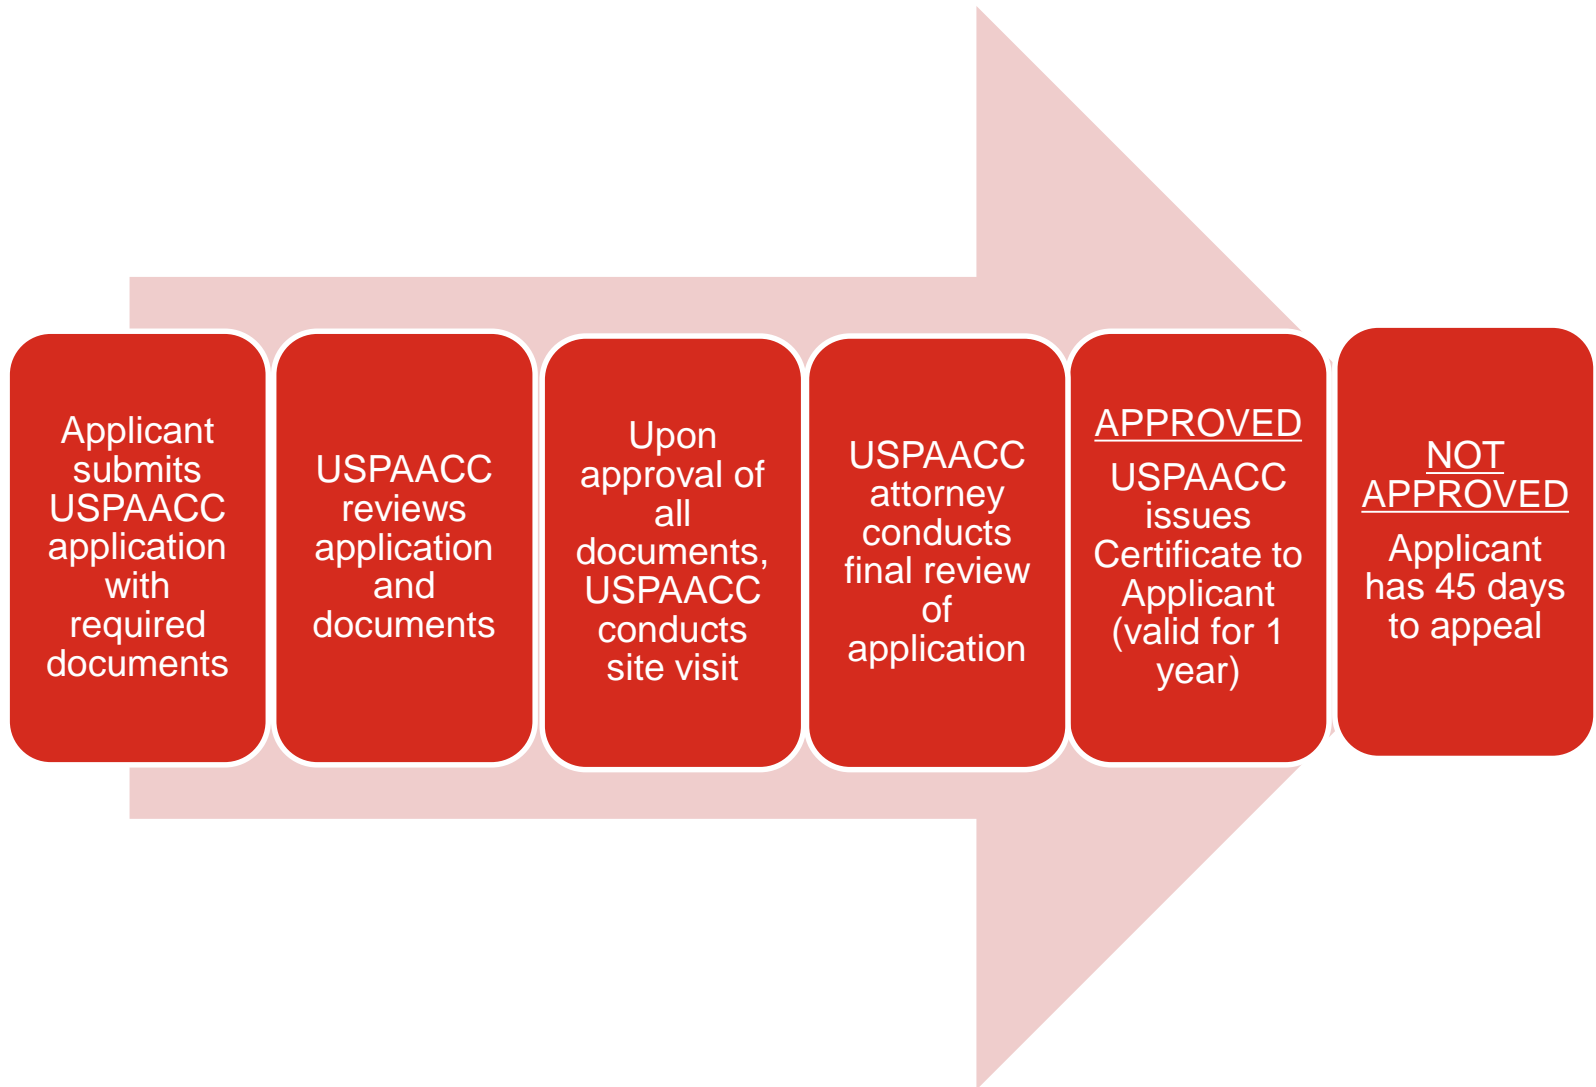 Applicant
submits
USPAACC
application
with
required
documents
USPAACC
reviews
application
and
documents
Upon
approval of
all
documents,
USPAACC
conducts
site visit
USPAACC
attorney
conducts
final review
of
application
APPROVED
USPAACC
issues
Certificate to
Applicant
(valid for 1
year)
NOT
APPROVED
Applicant
has 45 days
to appeal